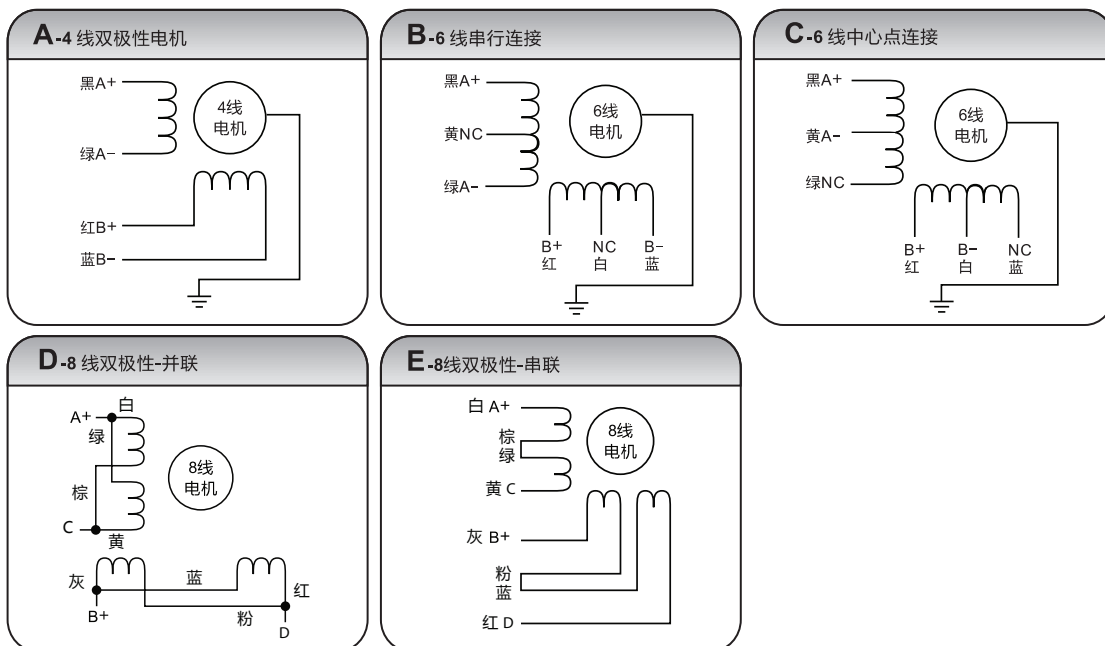 A-4 线双极性电机
黑A+
4线
电机
绿A-
红B+
蓝B-
B-6 线串行连接
黑A+
6线
电机
黄NC
绿A-
B+ NC B-
红 白 蓝
C-6 线中心点连接
黑A+
6线
电机
黄A-
绿NC
B+ B- NC
红 白 蓝
D-8 线双极性-并联
白
A+
绿
8线
电机
棕
C
黄
灰 蓝 红
B+ 粉 D
E-8线双极性-串联
白 A+
棕
绿
8线
电机
黄 C
灰 B+
粉
蓝
红 D